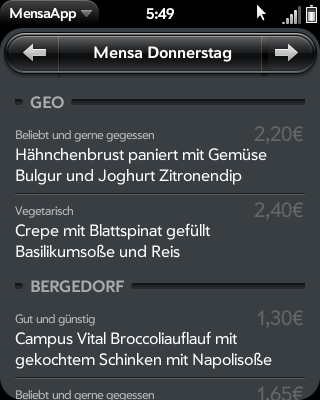 MensaApp
5:49
Mensa Donnerstag
GEO
Beliebt und gerne gegessen
2,20€
Hähnchenbrust paniert mit Gemüse
Bulgur und Joghurt Zitronendip
Vegetarisch
2,40€
Crepe mit Blattspinat gefüllt
Basilikumsoße und Reis
BERGEDORF
Gut und günstig
1,30€
Campus Vital Broccoliauflauf mit
gekochtem Schinken mit Napolisoße
Beliebt und gerne gegessen
1,65€